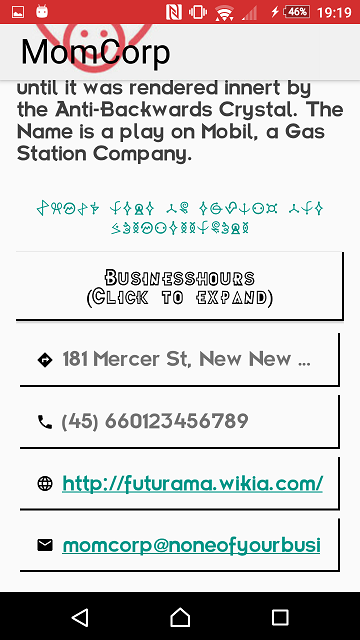 46%
19:19
MomCorp
until it was rendered innert by
the Anti-Backwards Crystal. The
Name is a play on Mobil, a Gas
Station Company.
Businesshours
(Click to expand)
181 Mercer St, New New ...
(45) 660123456789
http://futurama.wikia.com/
momcorp@noneofyourbusi